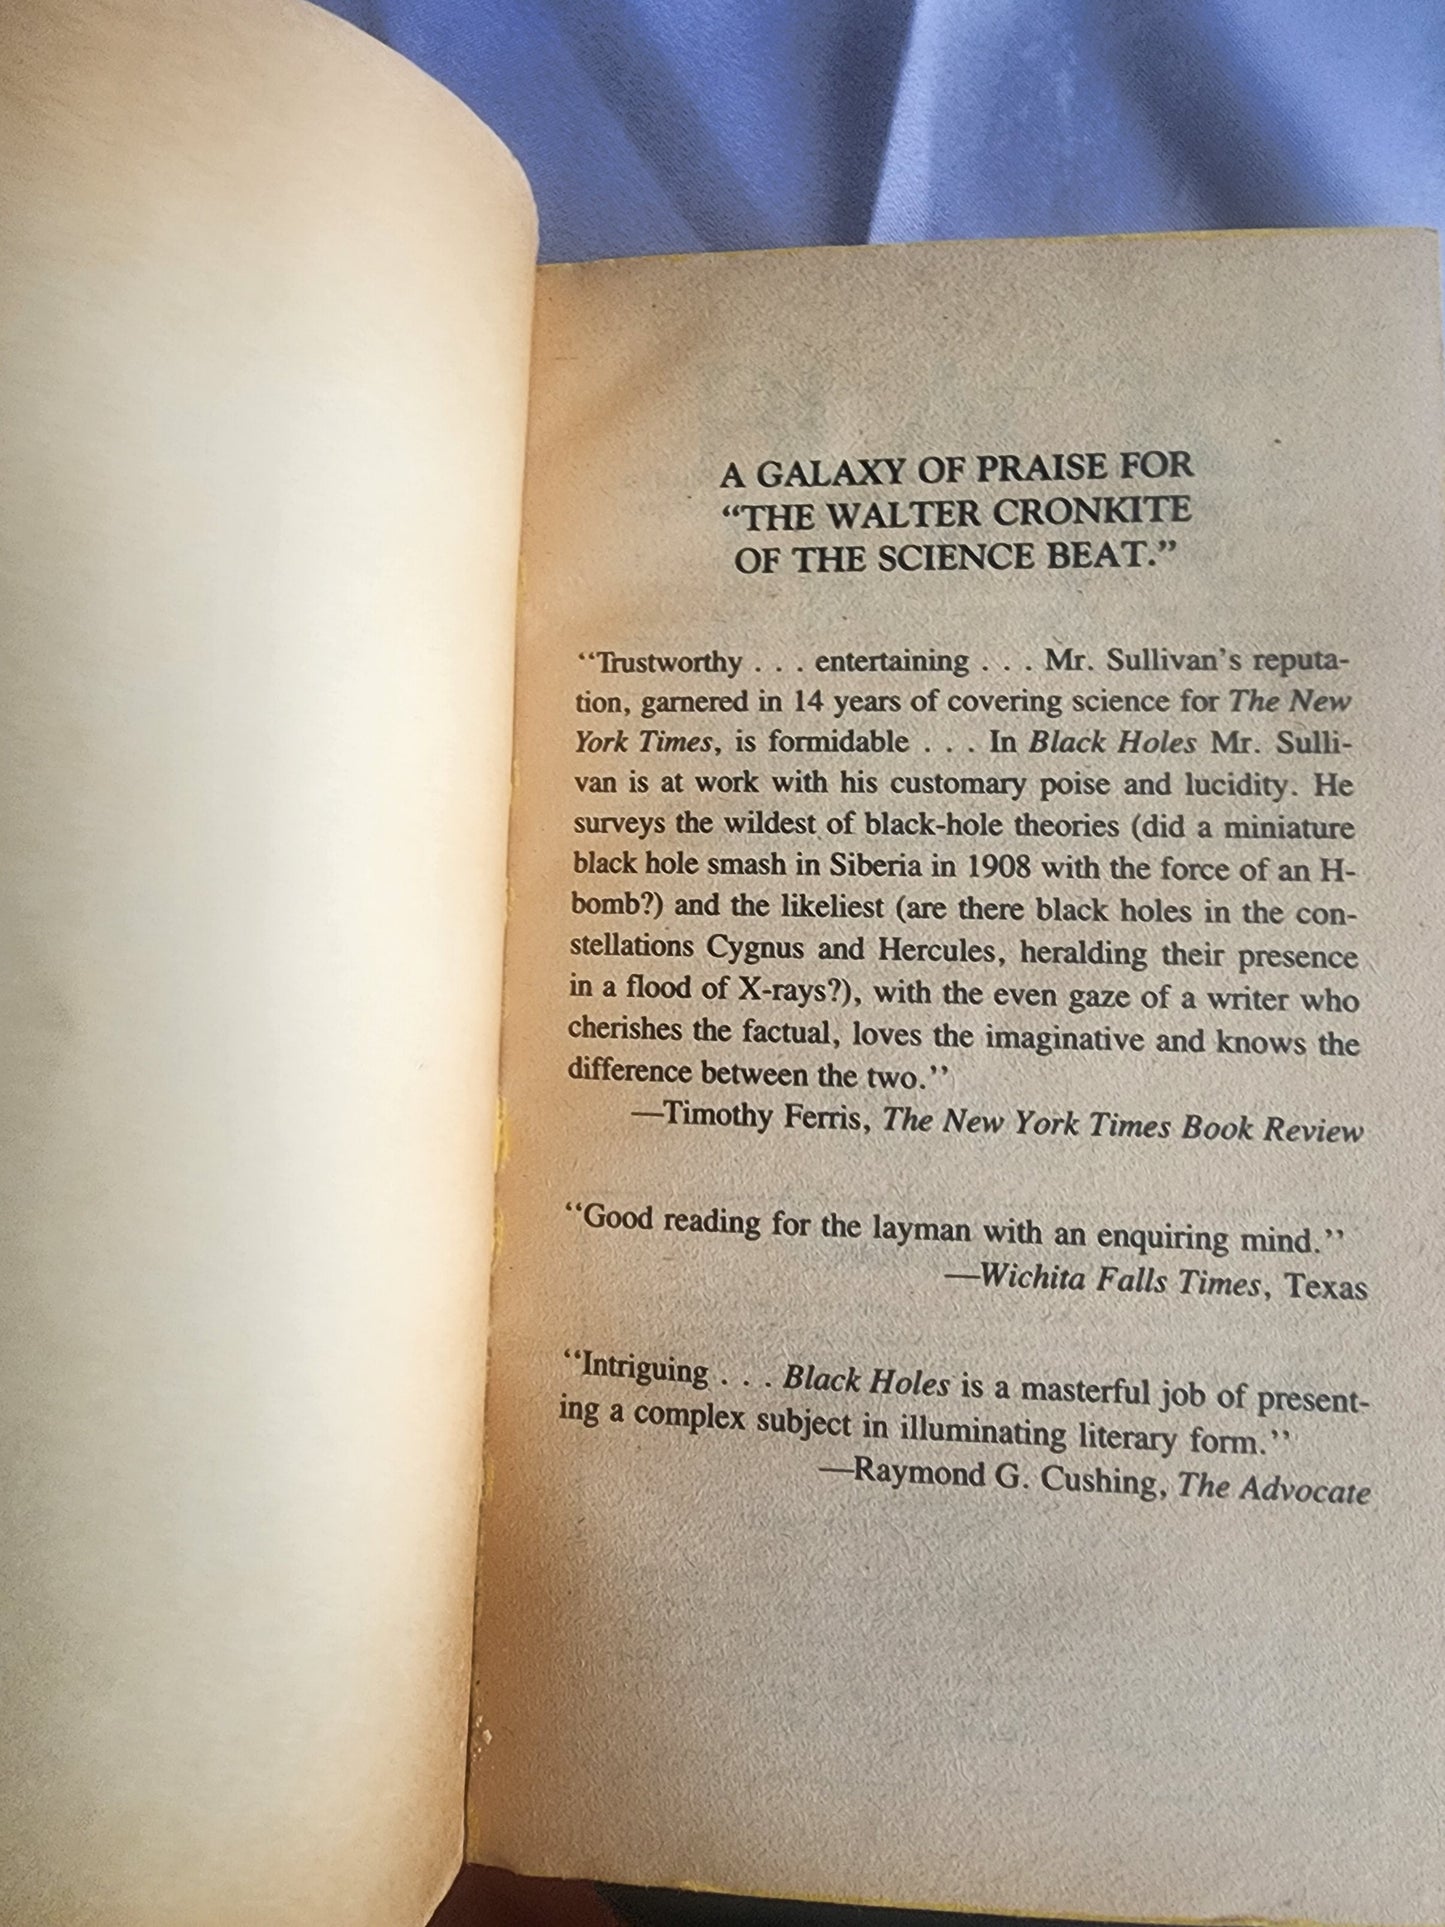 A GALAXY OF PRAISE FOR
“THE WALTER CRONKITE
OF THE SCIENCE BEAT.”
“Trustworthy . . . entertaining . . . Mr. Sullivan’s reputa-
tion, garnered in 14 years of covering science for The New
York Times, is formidable . . . In Black Holes Mr. Sulli-
van is at work with his customary poise and lucidity. He
surveys the wildest of black-hole theories (did a miniature
black hole smash in Siberia in 1908 with the force of an H-
bomb?) and the likeliest (are there black holes in the con-
stellations Cygnus and Hercules, heralding their presence
in a flood of X-rays?), with the even gaze of a writer who
cherishes the factual, loves the imaginative and knows the
difference between the two.”
—Timothy Ferris, The New York Times Book Review
“Good reading for the layman with an enquiring mind.”
—Wichita Falls Times, Texas
“Intriguing . . . Black Holes is a masterful job of present-
ing a complex subject in illuminating literary form.”
—Raymond G. Cushing, The Advocate